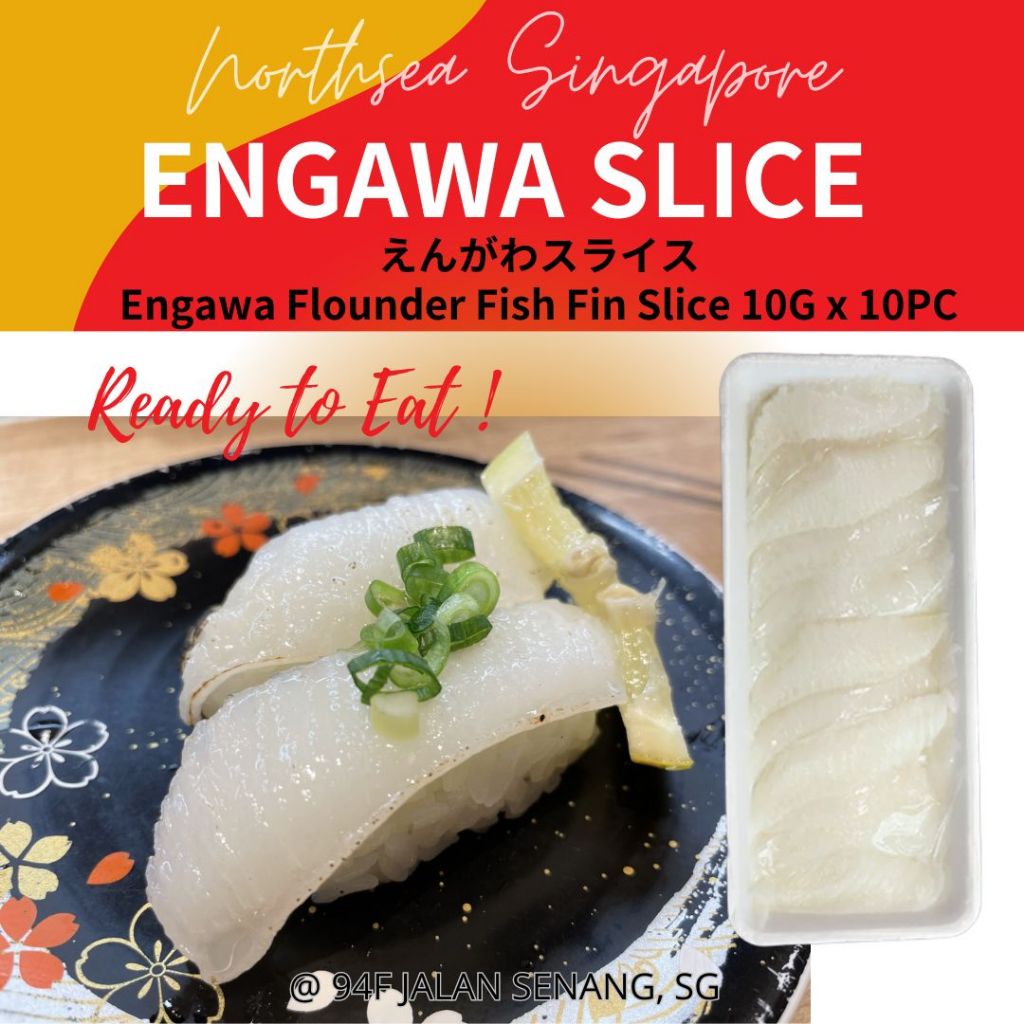 Northsea Singapore
ENGAWA SLICE
えんがわスライス
Engawa Flounder Fish Fin Slice 10G x 10PC
Ready to Eat !
@ 94F JALAN SENANG, SG